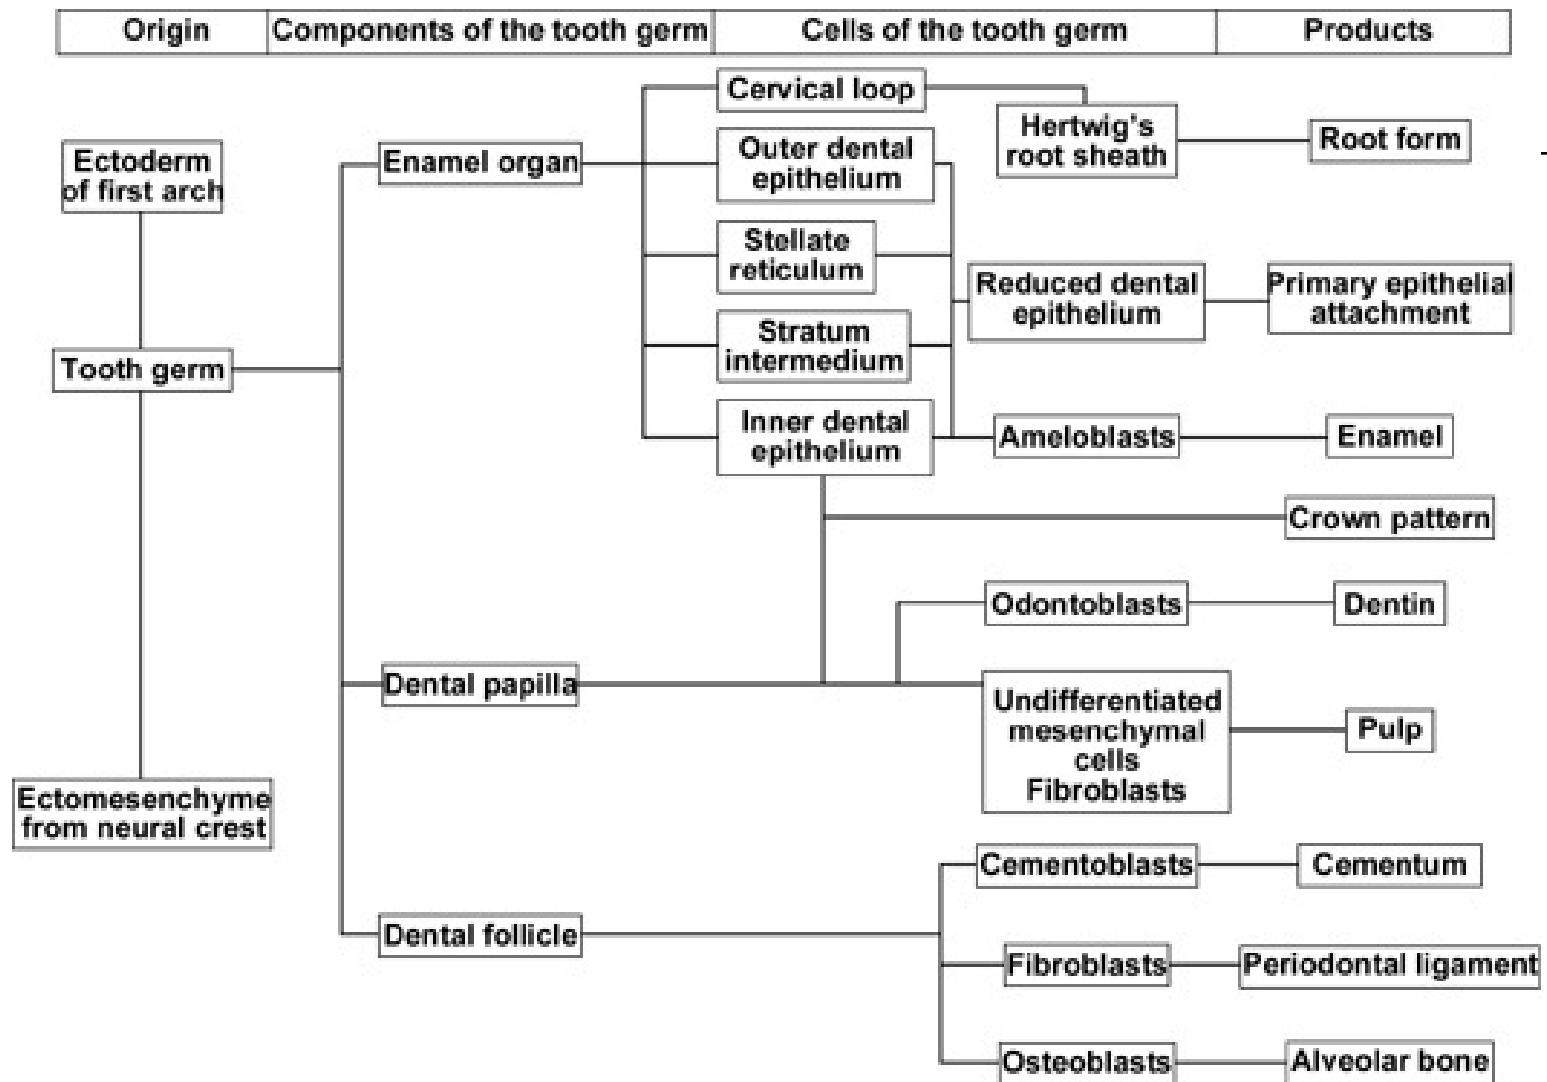 Origin
Components of the tooth germ
Cells of the tooth germ
Products
Cervical loop
Hertwig's
root sheath
Root form
Ectoderm
of first arch
Enamel organ
Outer dental
epithelium
Stellate
reticulum
Reduced dental
epithelium
Primary epithelial
attachment
Stratum
intermedium
Tooth germ
Inner dental
epithelium
Ameloblasts
Enamel
Crown pattern
Odontoblasts
Dentin
Dental papilla
Undifferentiated
mesenchymal
cells
Fibroblasts
Pulp
Ectomesenchyme
from neural crest
Cementoblasts
Cementum
Dental follicle
Fibroblasts
Periodontal ligament
Osteoblasts
Alveolar bone